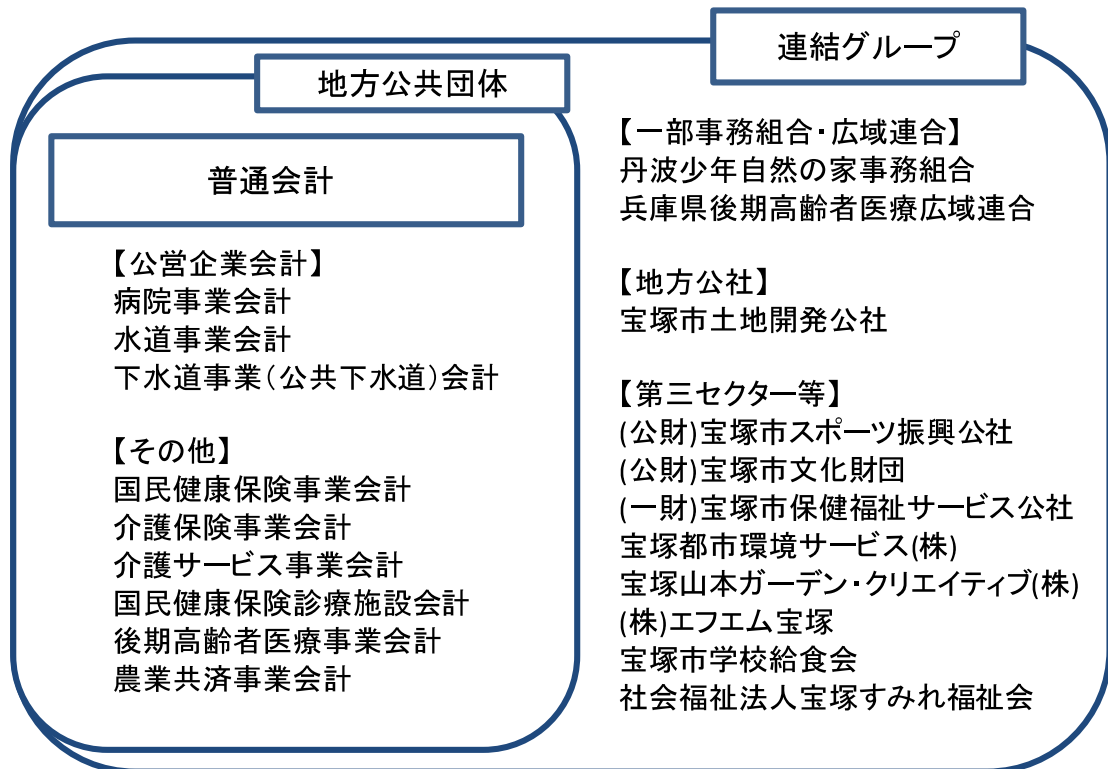 連結グループ
地方公共団体
普通会計
【公営企業会計】
病院事業会計
水道事業会計
下水道事業(公共下水道)会計
【その他】
国民健康保険事業会計
介護保険事業会計
介護サービス事業会計
国民健康保険診療施設会計
後期高齢者医療事業会計
農業共済事業会計
【一部事務組合・広域連合】
丹波少年自然の家事務組合
兵庫県後期高齢者医療広域連合
【地方公社】
宝塚市土地開発公社
【第三セクター等】
(公財)宝塚市スポーツ振興公社
(公財)宝塚市文化財団
(一財)宝塚市保健福祉サービス公社
宝塚都市環境サービス(株)
宝塚山本ガーデン・クリエイティブ(株)
(株)エフエム宝塚
宝塚市学校給食会
社会福祉法人宝塚すみれ福祉会